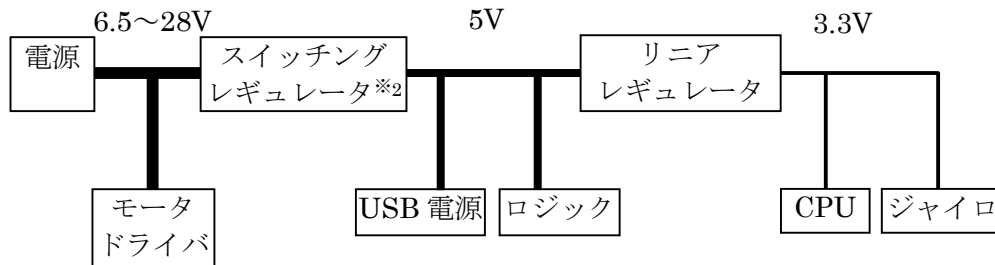 6.5～28V
5V
3.3V
電源
スイッチング
レギュレータ※2
リニア
レギュレータ
モータ
ドライバ
USB 電源
ロジック
CPU
ジャイロ